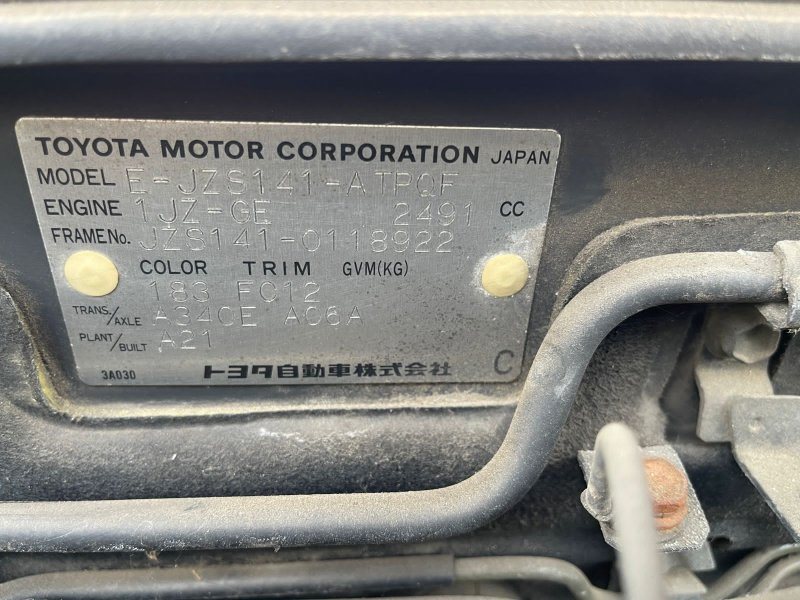 TOYOTA MOTOR CORPORATION JAPAN
MODEL E-JZS141-ATPQF
ENGINE 1JZ-GE 2491 CC
FRAME No. JZS141-0118922
COLOR TRIM GVM(KG)
183 FC12
TRANS./AXLE A340E A06A
PLANT/BUILT A21
3A030 トヨタ自動車株式会社 C